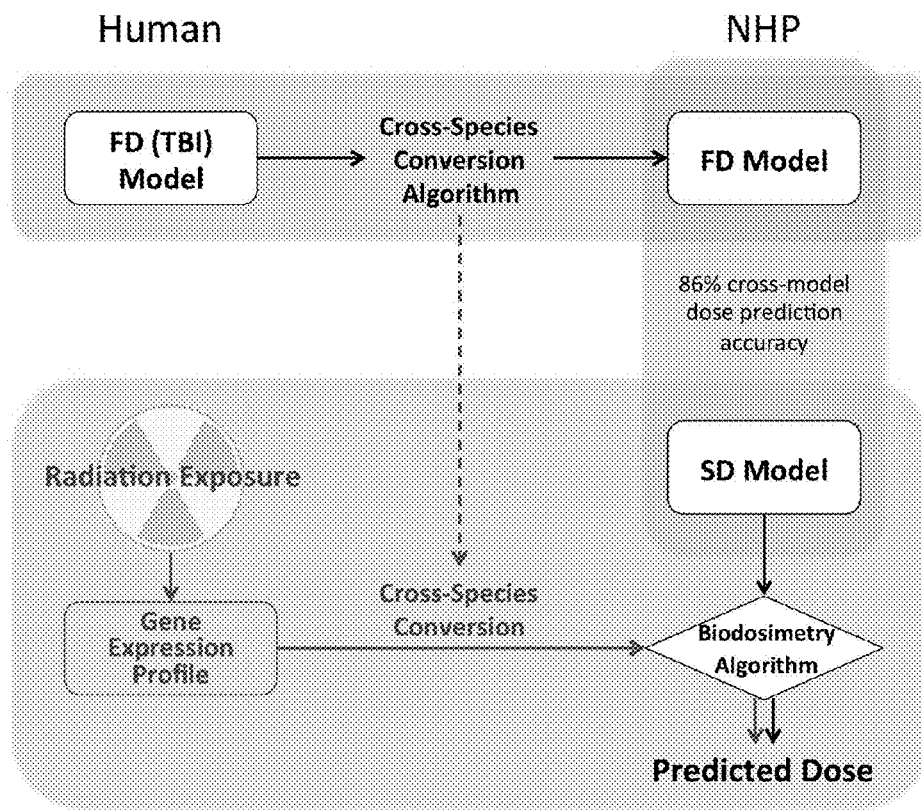 Human
NHP
FD (TBI)
Model
Cross-Species
Conversion
Algorithm
FD Model
86% cross-model
dose prediction
accuracy
Radiation Exposure
SD Model
Gene
Expression
Profile
Cross-Species
Conversion
Biodosimetry
Algorithm
Predicted Dose